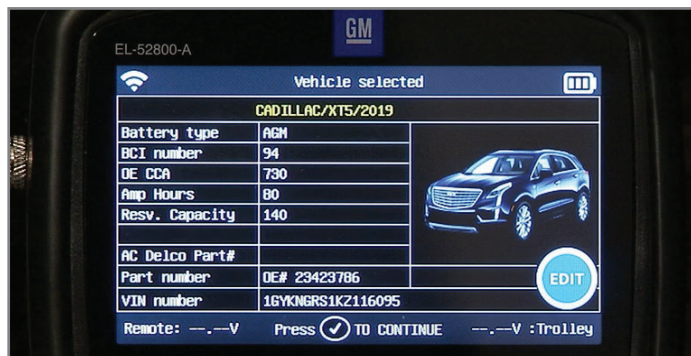 GM
EL-52800-A
Vehicle selected
CADILLAC/XT5/2019
Battery type AGM
BCI number 94
OE CCA 730
Amp Hours 80
Resv. Capacity 140
AC Delco Part#
Part number OE# 23423786
EDIT
VIN number 1GYKNGRS1KZ116095
Remote: --.--V Press TO CONTINUE --.--V :Trolley